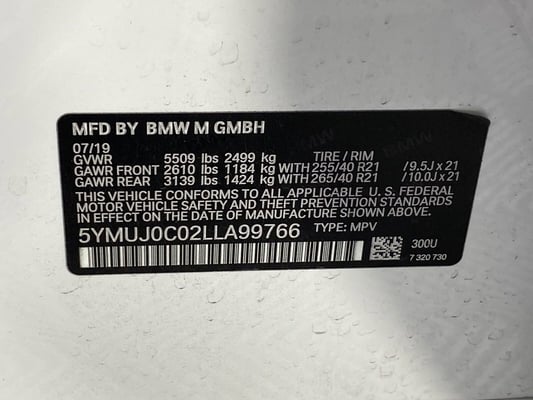 MFD BY BMW M GMBH
07/19
GVWR 5509 lbs 2499 kg TIRE / RIM
GAWR FRONT 2610 lbs 1184 kg WITH 255/40 R21 / 9.5J x 21
GAWR REAR 3139 lbs 1424 kg WITH 265/40 R21 / 10.0J x 21
THIS VEHICLE CONFORMS TO ALL APPLICABLE U. S. FEDERAL
MOTOR VEHICLE SAFETY AND THEFT PREVENTION STANDARDS
IN EFFECT ON THE DATE OF MANUFACTURE SHOWN ABOVE.
5YMUJ0C02LLA99766 TYPE: MPV
300U
7 320 730